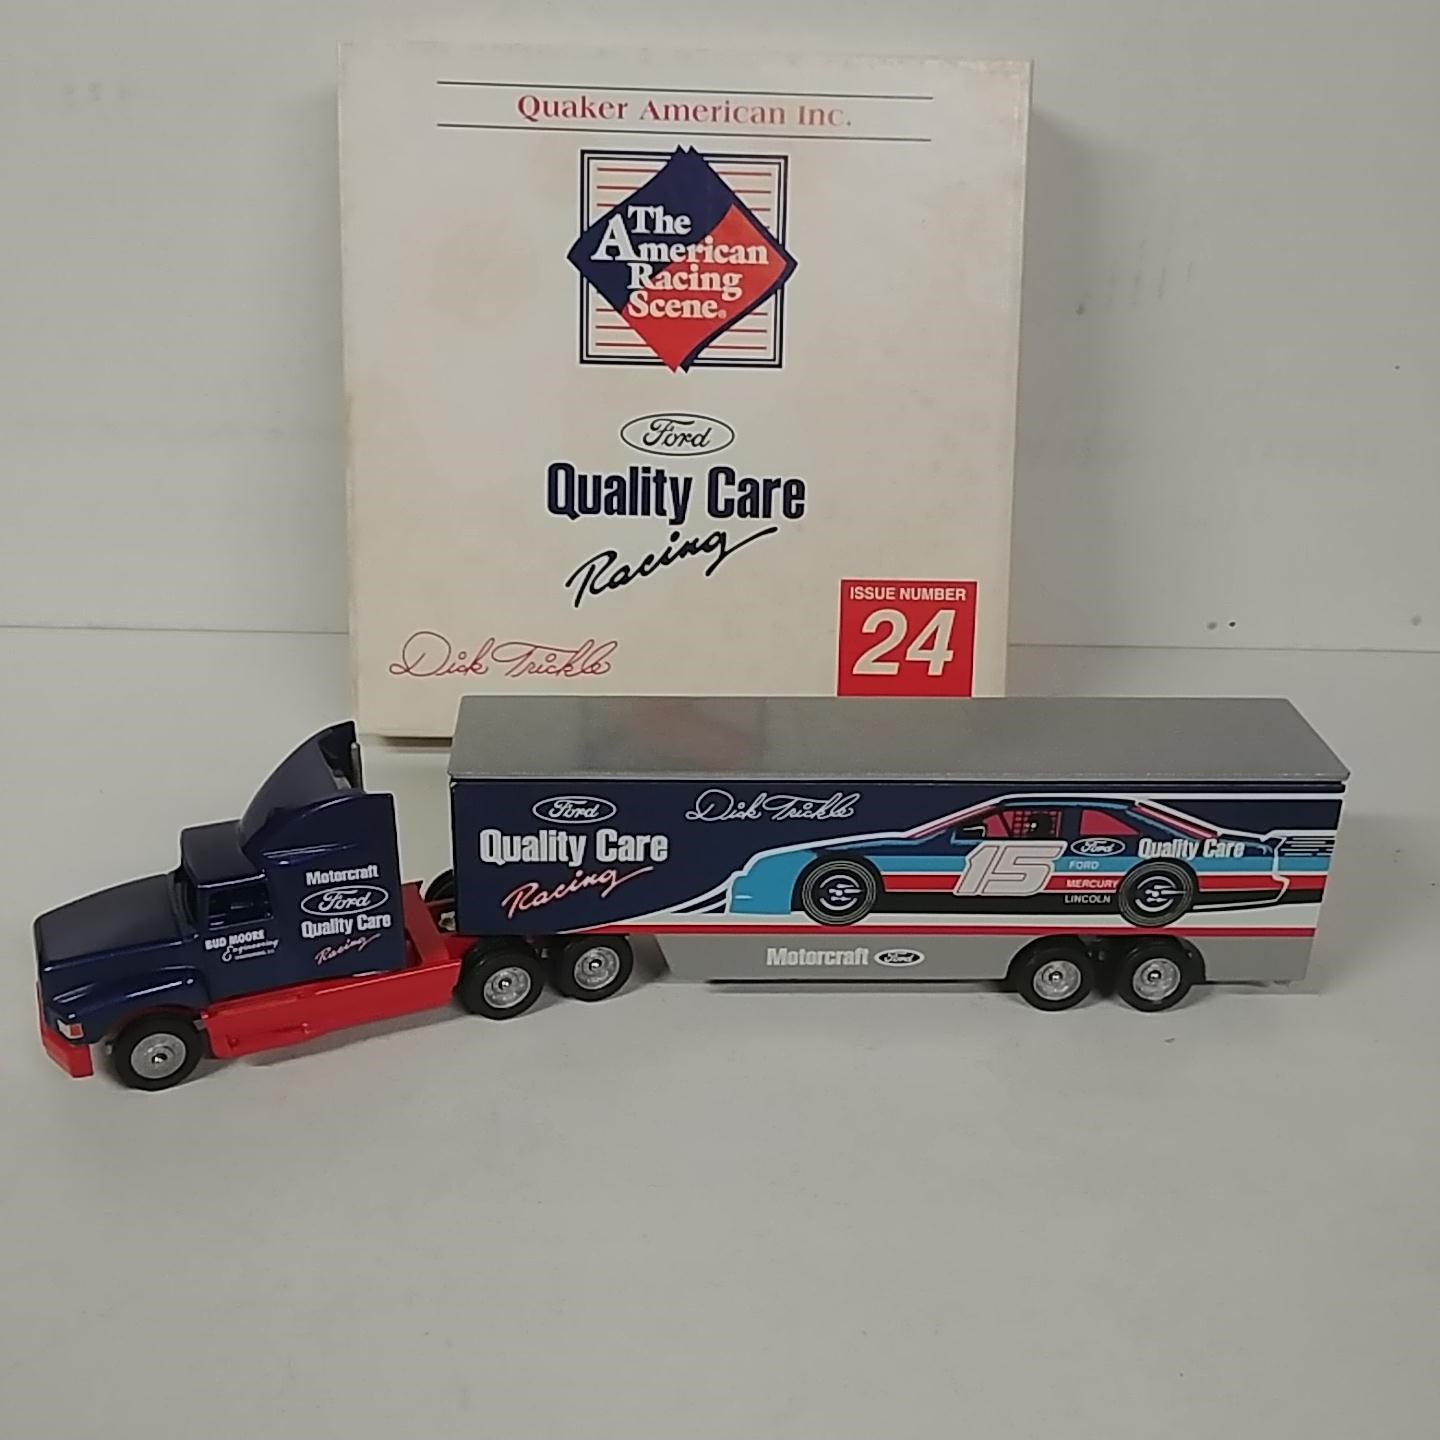 Quaker American Inc.
The
American
Racing
Scene®
Ford
Quality Care
Racing
ISSUE NUMBER
24
Dick Trickle
Ford
Quality Care
Racing
Dick Trickle
15
Ford
Quality Care
FORD
MERCURY
LINCOLN
Motorcraft Ford
Motorcraft
Ford
Quality Care
Racing
BUD MOORE
Engineering